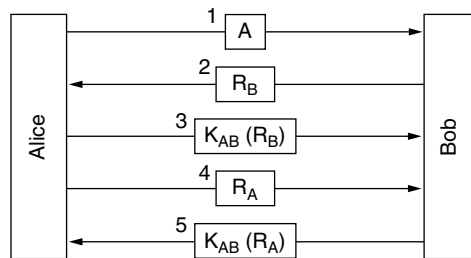 Alice
1 A
2 R_B
3 K_AB (R_B)
4 R_A
5 K_AB (R_A)
Bob